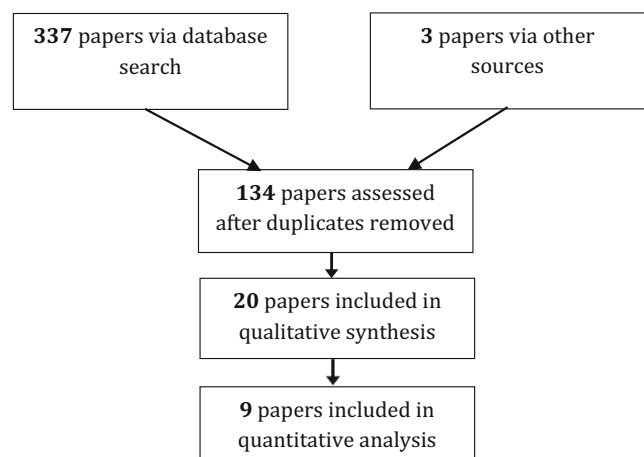 337 papers via database
search
3 papers via other
sources
134 papers assessed
after duplicates removed
20 papers included in
qualitative synthesis
9 papers included in
quantitative analysis